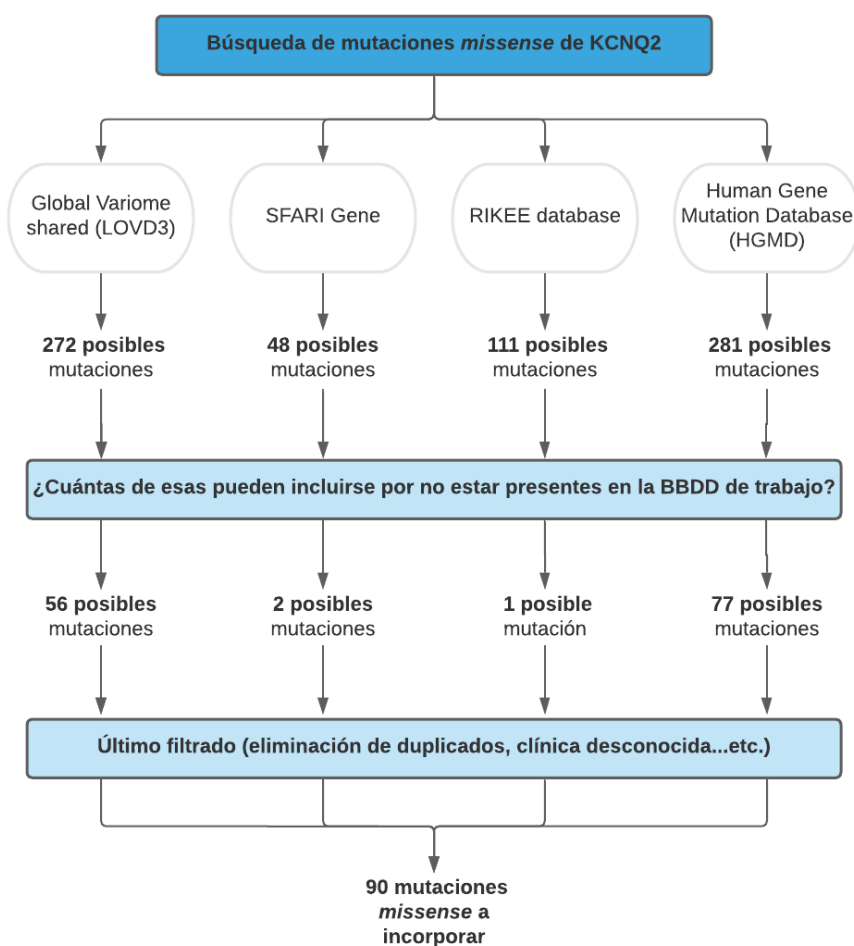 Búsqueda de mutaciones missense de KCNQ2
Global Variome
shared (LOVD3)
SFARI Gene
RIKEE database
Human Gene
Mutation Database
(HGMD)
272 posibles
mutaciones
48 posibles
mutaciones
111 posibles
mutaciones
281 posibles
mutaciones
¿Cuántas de esas pueden incluirse por no estar presentes en la BBDD de trabajo?
56 posibles
mutaciones
2 posibles
mutaciones
1 posible
mutación
77 posibles
mutaciones
Último filtrado (eliminación de duplicados, clínica desconocida...etc.)
90 mutaciones
missense a
incorporar